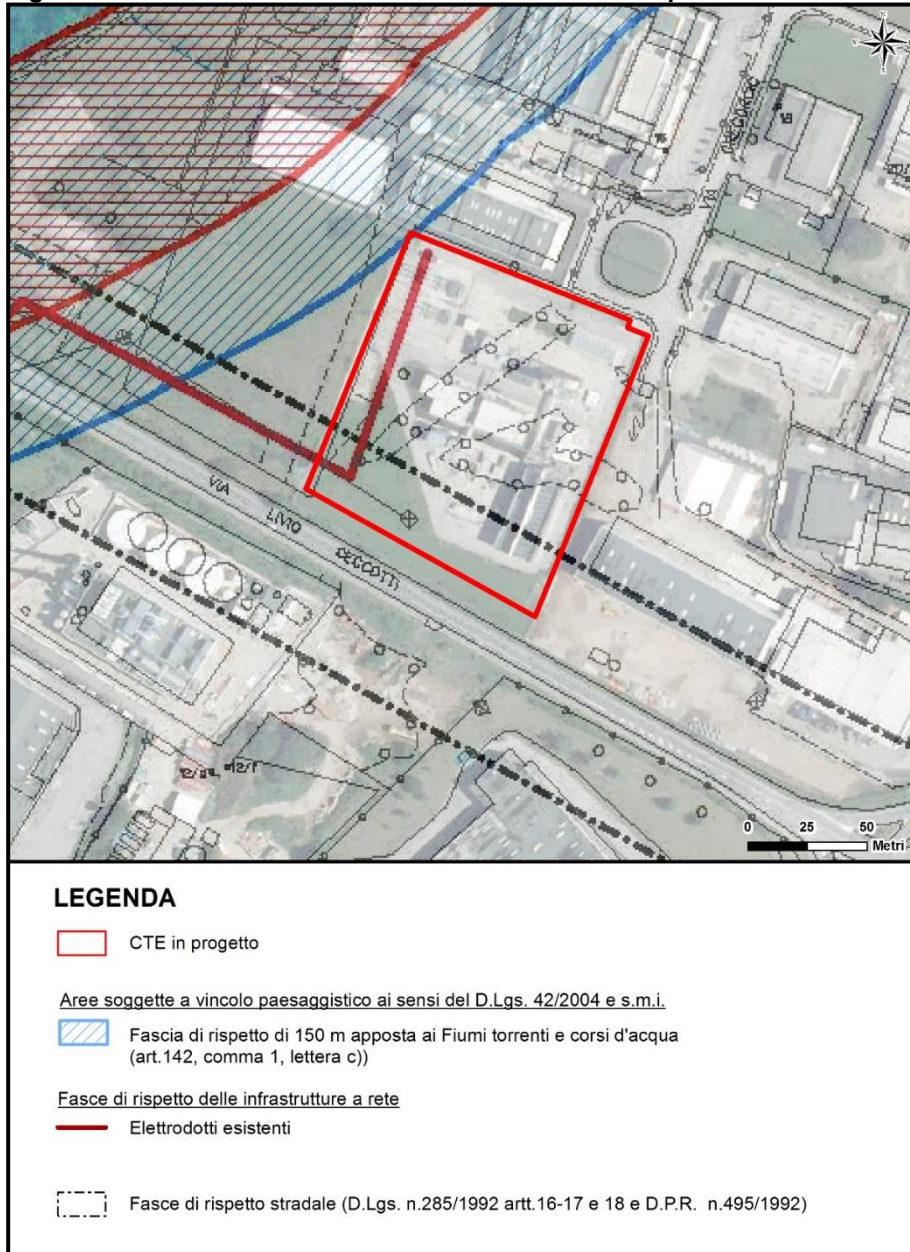 VIA
LIVIO
CECCOTTI
15
12/f
0 25 50
Metri
LEGENDA
CTE in progetto
Aree soggette a vincolo paesaggistico ai sensi del D.Lgs. 42/2004 e s.m.i.
Fascia di rispetto di 150 m apposta ai Fiumi torrenti e corsi d'acqua
(art.142, comma 1, lettera c))
Fasce di rispetto delle infrastrutture a rete
Elettrodotti esistenti
Fasce di rispetto stradale (D.Lgs. n.285/1992 artt.16-17 e 18 e D.P.R. n.495/1992)